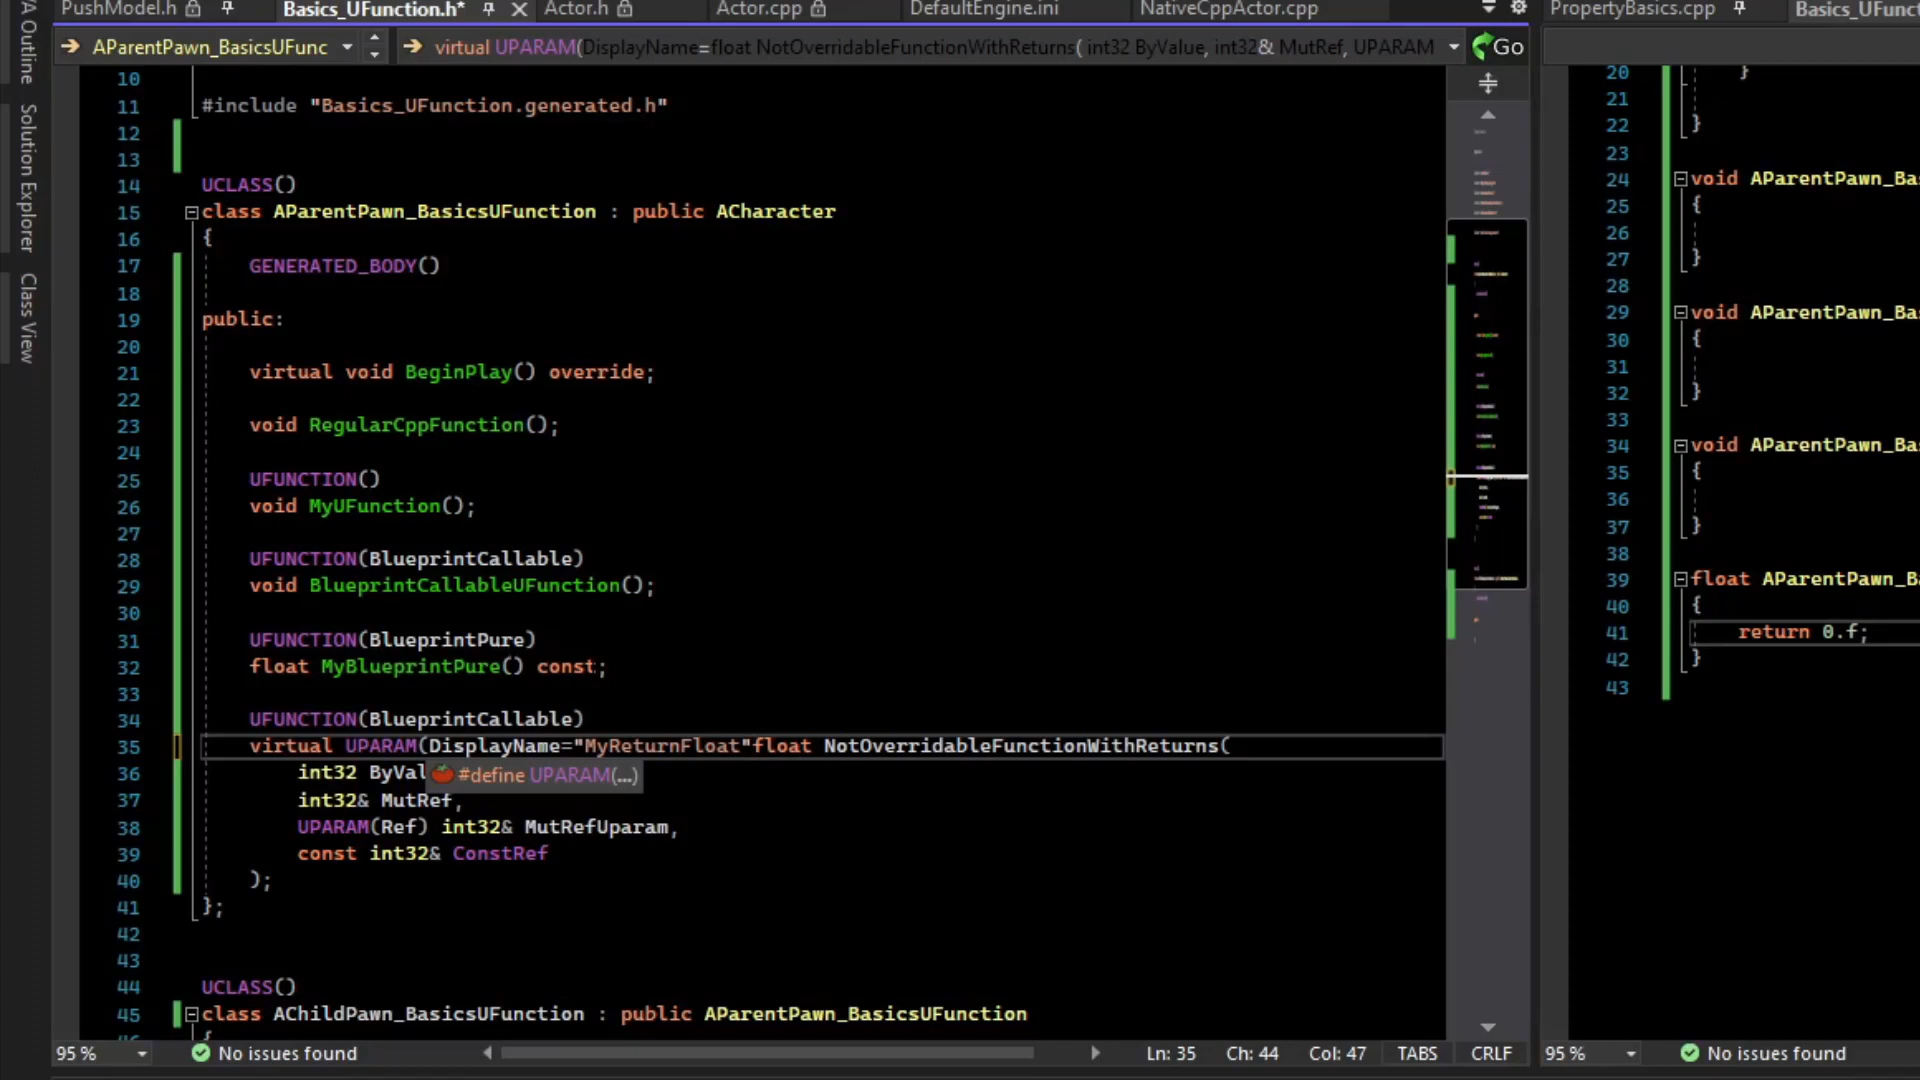 PushModel.h
Basics_UFunction.h*
Actor.h
Actor.cpp
DefaultEngine.ini
NativeCppActor.cpp
PropertyBasics.cpp
Basics_UFunct
VA Outline
Solution Explorer
Class View
AParentPawn_BasicsUFunc
virtual UPARAM(DisplayName=float NotOverridableFunctionWithReturns( int32 ByValue, int32& MutRef, UPARAM
Go
10
11 #include "Basics_UFunction.generated.h"
12
13
14 UCLASS()
15 class AParentPawn_BasicsUFunction : public ACharacter
16 {
17 GENERATED_BODY()
18
19 public:
20
21 virtual void BeginPlay() override;
22
23 void RegularCppFunction();
24
25 UFUNCTION()
26 void MyUFunction();
27
28 UFUNCTION(BlueprintCallable)
29 void BlueprintCallableUFunction();
30
31 UFUNCTION(BlueprintPure)
32 float MyBlueprintPure() const;
33
34 UFUNCTION(BlueprintCallable)
35 virtual UPARAM(DisplayName="MyReturnFloat"float NotOverridableFunctionWithReturns(
36 int32 ByVal
#define UPARAM(...)
37 int32& MutRef,
38 UPARAM(Ref) int32& MutRefUparam,
39 const int32& ConstRef
40 );
41 };
42
43
44 UCLASS()
45 class AChildPawn_BasicsUFunction : public AParentPawn_BasicsUFunction
46 {
20 }
21
22 }
23
24 void AParentPawn_Bas
25 {
26
27 }
28
29 void AParentPawn_Bas
30 {
31
32 }
33
34 void AParentPawn_Bas
35 {
36
37 }
38
39 float AParentPawn_B
40 {
41 return 0.f;
42 }
43
95 %
No issues found
Ln: 35
Ch: 44
Col: 47
TABS
CRLF
95 %
No issues found